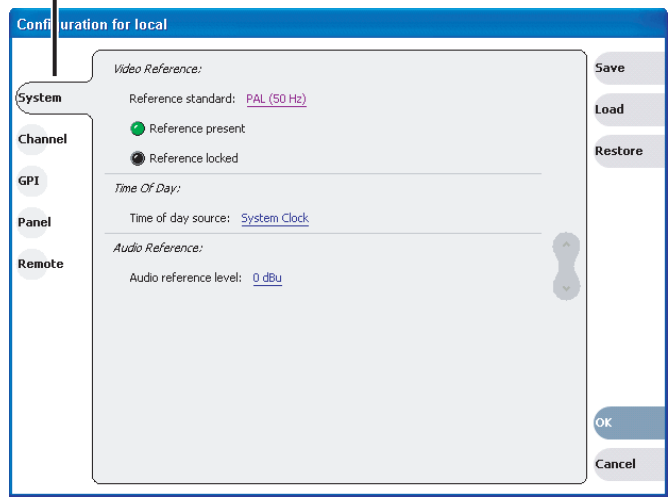 Configuration for local
System
Channel
GPI
Panel
Remote
Video Reference:
Reference standard: PAL (50 Hz)
Reference present
Reference locked
Time Of Day:
Time of day source: System Clock
Audio Reference:
Audio reference level: 0 dBu
Save
Load
Restore
OK
Cancel